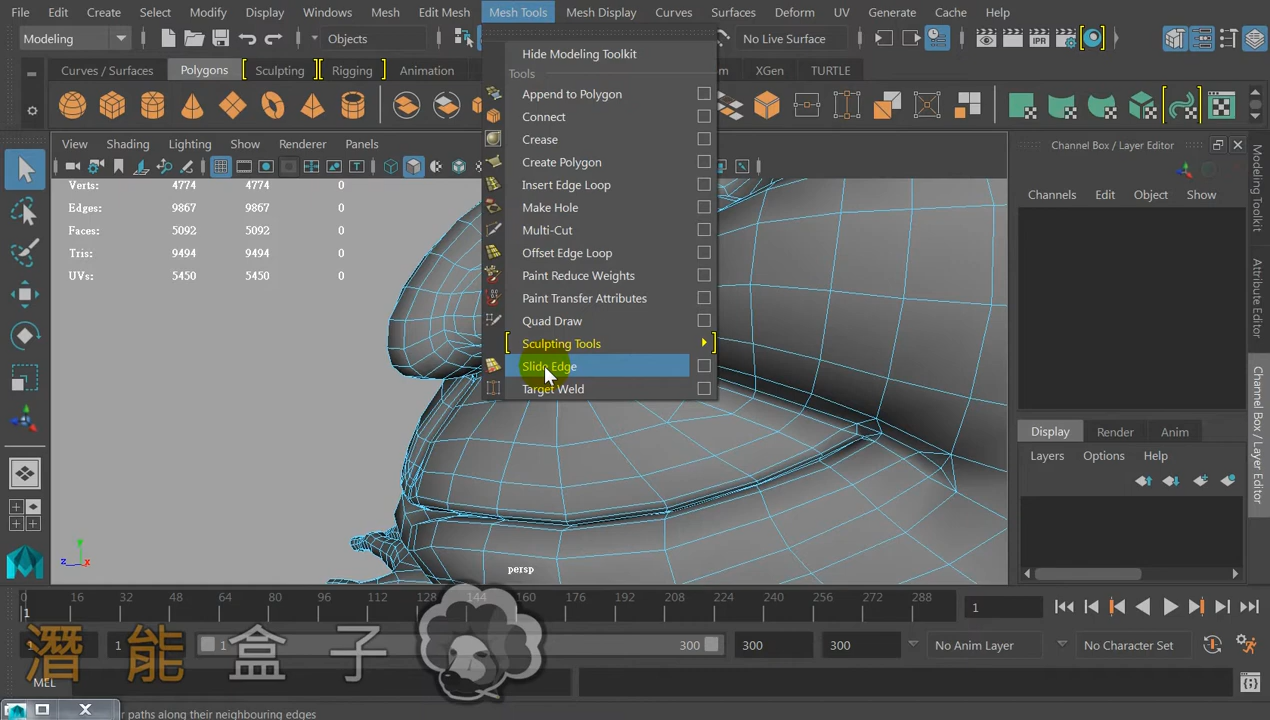 File Edit Create Select Modify Display Windows Mesh Edit Mesh Mesh Tools Mesh Display Curves Surfaces Deform UV Generate Cache Help
Modeling Objects No Live Surface
Curves / Surfaces Polygons Sculpting Rigging Animation XGen TURTLE
View Shading Lighting Show Renderer Panels
Verts: 4774 4774 0
Edges: 9867 9867 0
Faces: 5092 5092 0
Tris: 9494 9494 0
UVs: 5450 5450 0
Hide Modeling Toolkit
Tools
Append to Polygon
Connect
Crease
Create Polygon
Insert Edge Loop
Make Hole
Multi-Cut
Offset Edge Loop
Paint Reduce Weights
Paint Transfer Attributes
Quad Draw
Sculpting Tools
Slide Edge
Target Weld
persp
z y x
Channel Box / Layer Editor
Channels Edit Object Show
Display Render Anim
Layers Options Help
Modeling Toolkit
Attribute Editor
Channel Box / Layer Editor
0 16 32 48 64 80 96 112 128 144 160 176 192 208 224 240 256 272 288
1 1
1 1 300 300 300 No Anim Layer No Character Set
潛能盒子
MEL
paths along their neighbouring edges